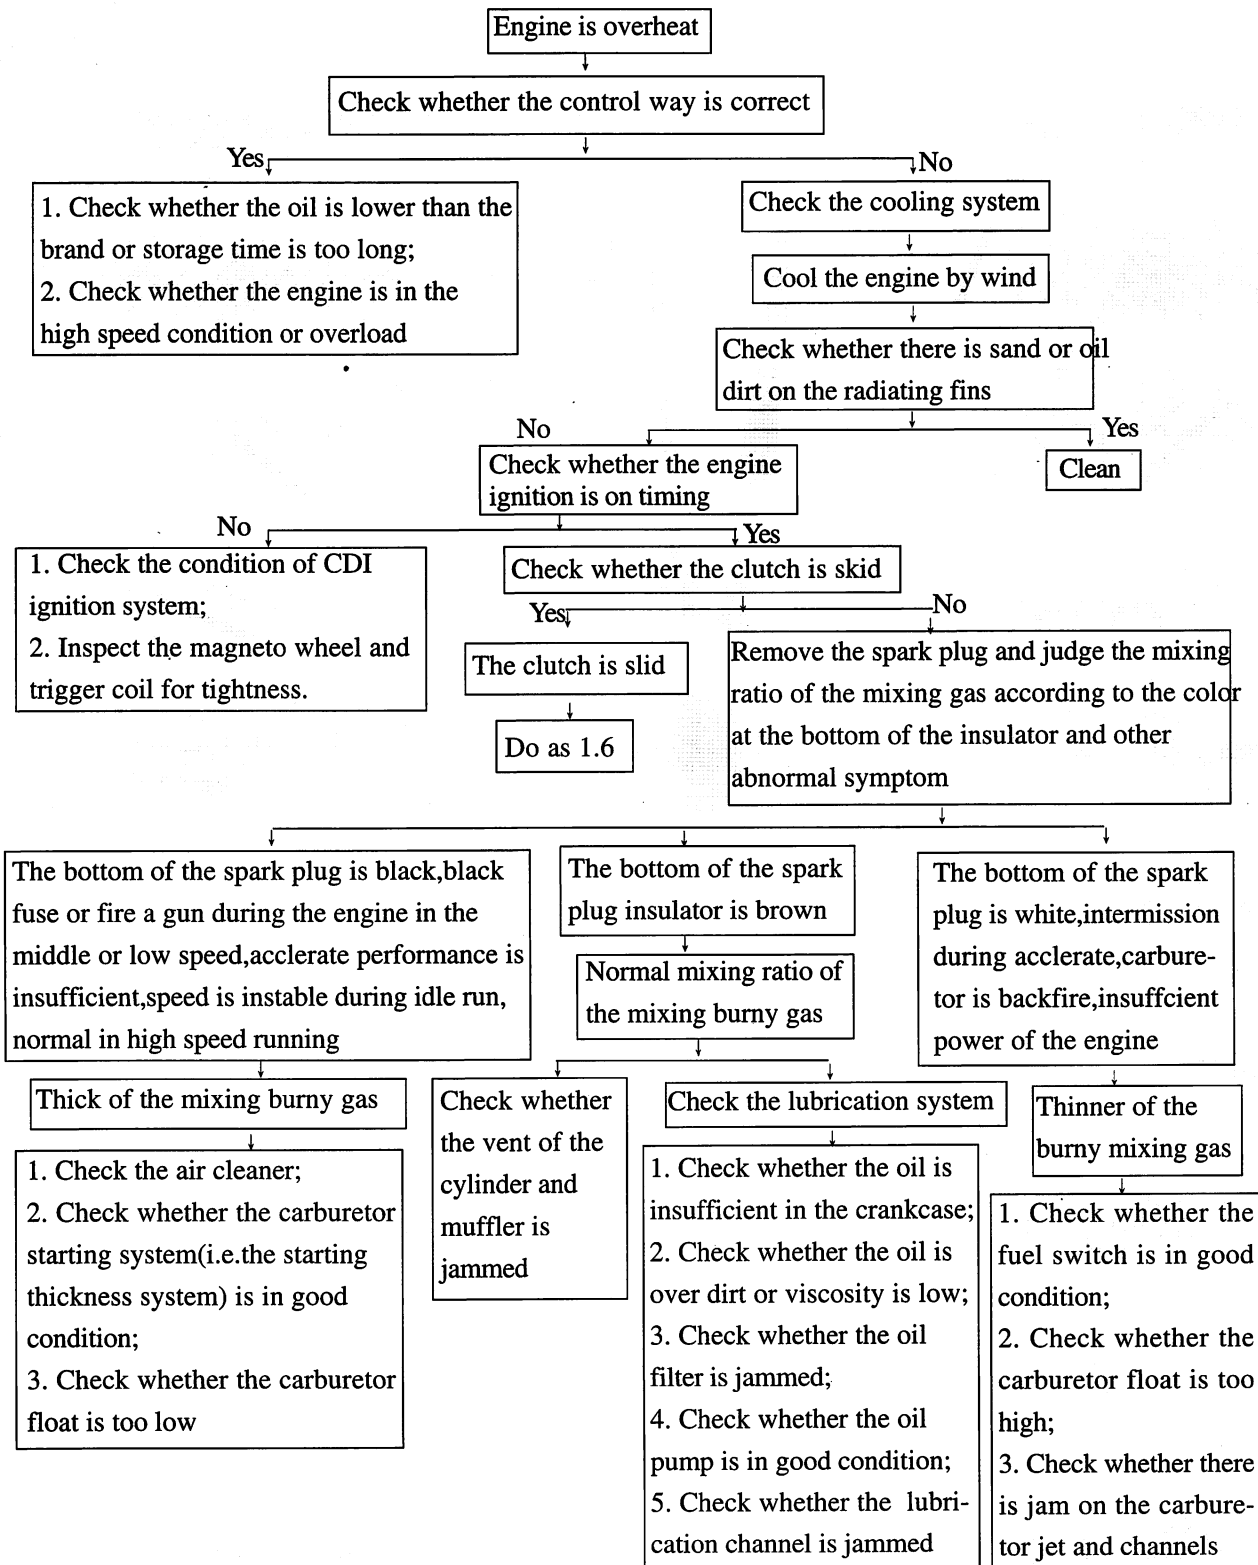 Engine is overheat
Check whether the control way is correct
Yes
No
1. Check whether the oil is lower than the
brand or storage time is too long;
2. Check whether the engine is in the
high speed condition or overload
Check the cooling system
Cool the engine by wind
Check whether there is sand or oil
dirt on the radiating fins
No
Yes
Check whether the engine
ignition is on timing
Clean
No
Yes
1. Check the condition of CDI
ignition system;
2. Inspect the magneto wheel and
trigger coil for tightness.
Check whether the clutch is skid
Yes
No
The clutch is slid
Do as 1.6
Remove the spark plug and judge the mixing
ratio of the mixing gas according to the color
at the bottom of the insulator and other
abnormal symptom
The bottom of the spark plug is black,black
fuse or fire a gun during the engine in the
middle or low speed,acclerate performance is
insufficient,speed is instable during idle run,
normal in high speed running
Thick of the mixing burny gas
1. Check the air cleaner;
2. Check whether the carburetor
starting system(i.e.the starting
thickness system) is in good
condition;
3. Check whether the carburetor
float is too low
The bottom of the spark
plug insulator is brown
Normal mixing ratio of
the mixing burny gas
Check whether
the vent of the
cylinder and
muffler is
jammed
Check the lubrication system
1. Check whether the oil is
insufficient in the crankcase;
2. Check whether the oil is
over dirt or viscosity is low;
3. Check whether the oil
filter is jammed;
4. Check whether the oil
pump is in good condition;
5. Check whether the lubri-
cation channel is jammed
The bottom of the spark
plug is white,intermission
during acclerate,carbure-
tor is backfire,insuffcient
power of the engine
Thinner of the
burny mixing gas
1. Check whether the
fuel switch is in good
condition;
2. Check whether the
carburetor float is too
high;
3. Check whether there
is jam on the carbure-
tor jet and channels